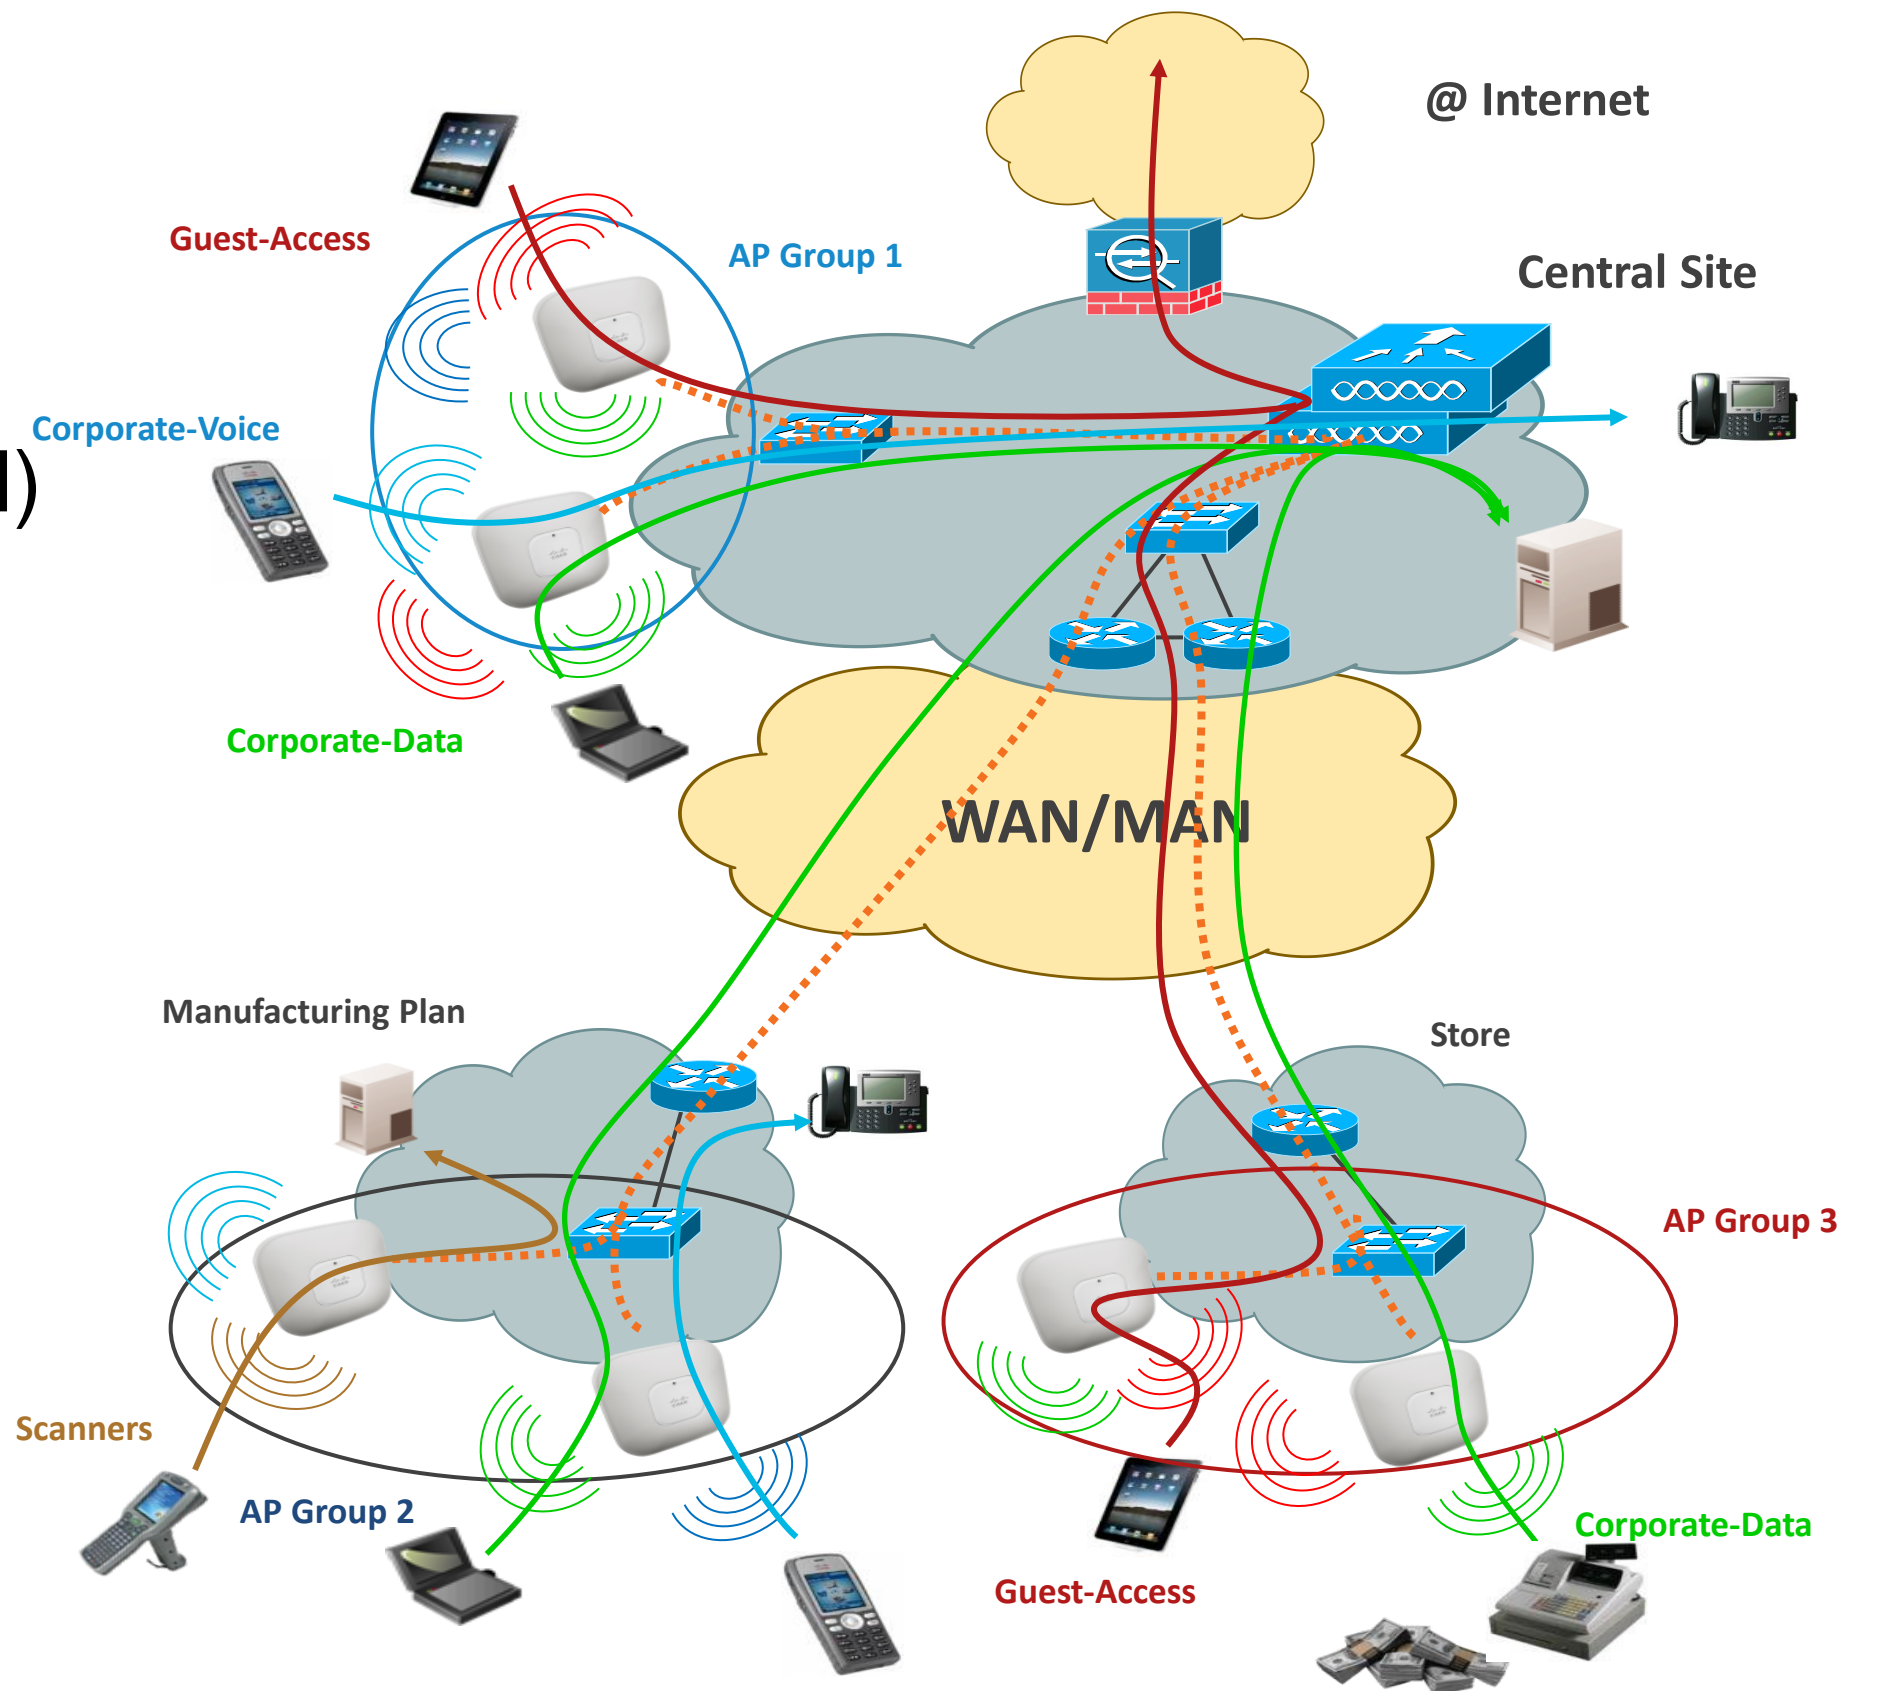 @ Internet
Guest-Access
AP Group 1
Central Site
Corporate-Voice
l)
Corporate-Data
WAN/MAN
Manufacturing Plan
Store
AP Group 3
Scanners
AP Group 2
Corporate-Data
Guest-Access